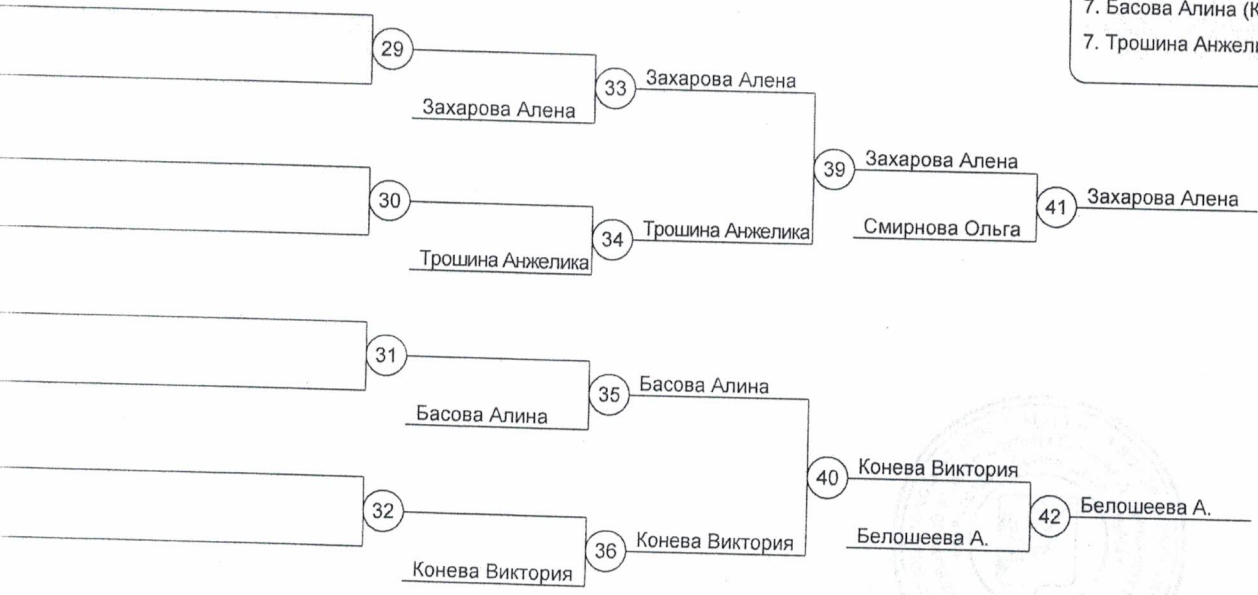 7. Басова Алина (К
7. Трошина Анжел
29
33
Захарова Алена
Захарова Алена
39
Захарова Алена
30
34
Трошина Анжелика
Трошина Анжелика
Смирнова Ольга
41
Захарова Алена
31
35
Басова Алина
Басова Алина
40
Конева Виктория
32
36
Конева Виктория
Конева Виктория
Белошеева А.
42
Белошеева А.